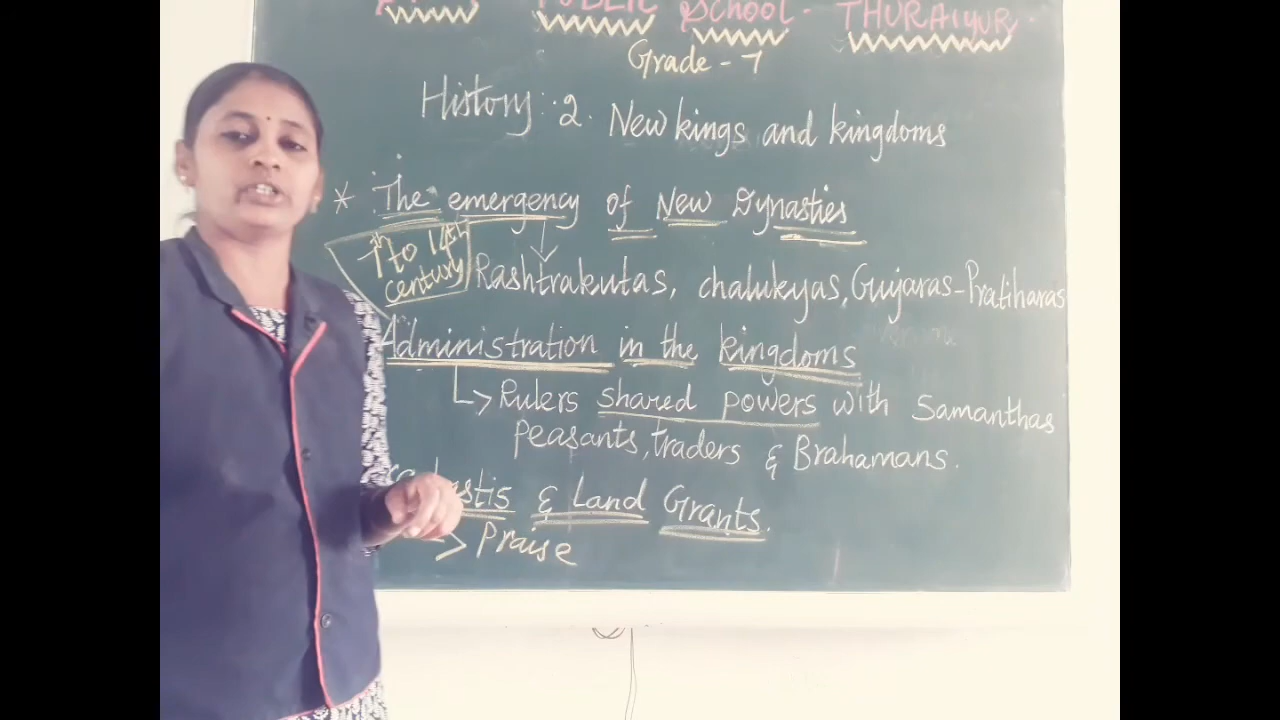 PUBLIC School - THURAIYUR
Grade - 7
History : 2. New kings and kingdoms
* The emergency of New Dynasties
7th to 14th century
Rashtrakutas, chalukyas, Gujaras-Pratiharas
Administration in the kingdoms
Rulers shared powers with Samanthas
peasants, traders & Brahamans.
& Land Grants.
Praise